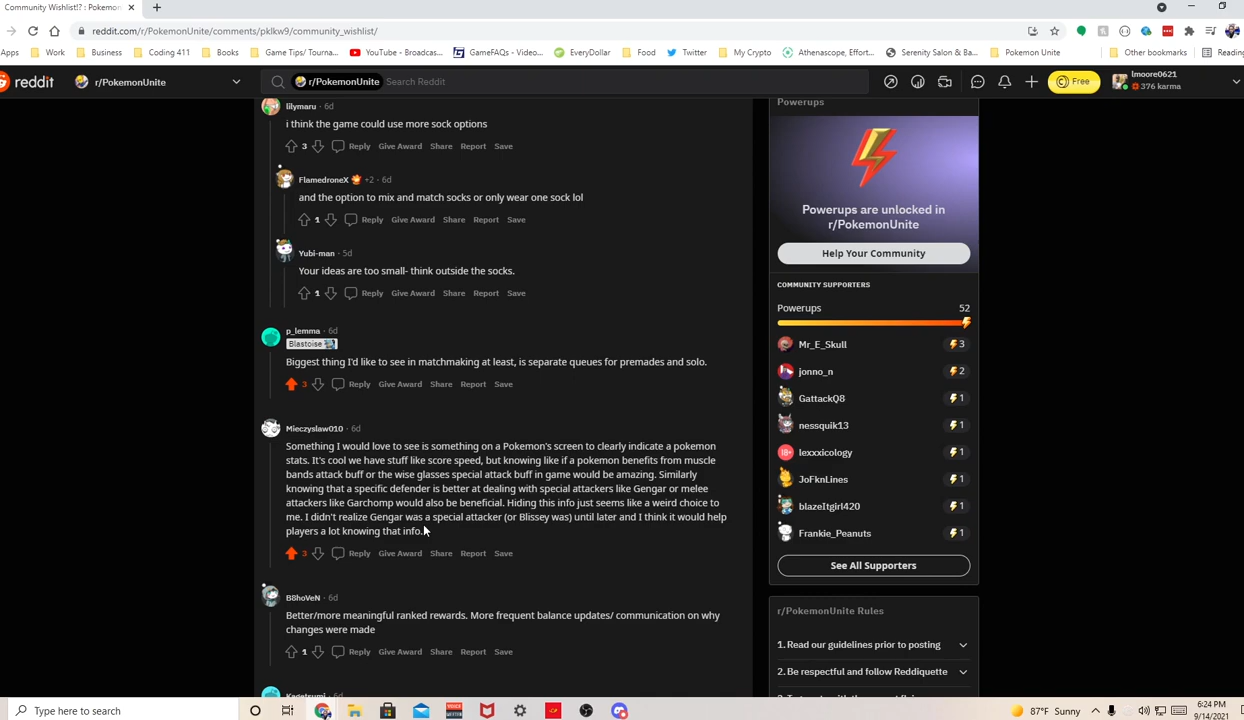 Community Wishlist!? : Pokemon
reddit.com/r/PokemonUnite/comments/pklkw9/community_wishlist/
Apps Work Business Coding 411 Books Game Tips/ Tourna... YouTube - Broadcas... GameFAQs - Video... EveryDollar Food Twitter My Crypto Athenascope, Effort... Serenity Salon & Ba... Pokemon Unite Other bookmarks Reading
reddit r/PokemonUnite r/PokemonUnite Search Reddit Free lmoore0621
376 karma
lilymaru · 6d
i think the game could use more sock options
3 Reply Give Award Share Report Save
FlamedroneX +2 · 6d
and the option to mix and match socks or only wear one sock lol
1 Reply Give Award Share Report Save
Yubi-man · 5d
Your ideas are too small- think outside the socks.
1 Reply Give Award Share Report Save
p_lemma · 6d
Blastoise
Biggest thing I'd like to see in matchmaking at least, is separate queues for premades and solo.
3 Reply Give Award Share Report Save
Mieczyslaw010 · 6d
Something I would love to see is something on a Pokemon's screen to clearly indicate a pokemon
stats. It's cool we have stuff like score speed, but knowing like if a pokemon benefits from muscle
bands attack buff or the wise glasses special attack buff in game would be amazing. Similarly
knowing that a specific defender is better at dealing with special attackers like Gengar or melee
attackers like Garchomp would also be beneficial. Hiding this info just seems like a weird choice to
me. I didn't realize Gengar was a special attacker (or Blissey was) until later and I think it would help
players a lot knowing that info.
3 Reply Give Award Share Report Save
B8hoVeN · 6d
Better/more meaningful ranked rewards. More frequent balance updates/ communication on why
changes were made
1 Reply Give Award Share Report Save
Kagetsumi · 6d
Powerups
Powerups are unlocked in
r/PokemonUnite
Help Your Community
COMMUNITY SUPPORTERS
Powerups 52
Mr_E_Skull 3
jonno_n 2
GattackQ8 1
nessquik13 1
18+ lexxxicology 1
JoFknLines 1
blazeItgirl420 1
Frankie_Peanuts 1
See All Supporters
r/PokemonUnite Rules
1. Read our guidelines prior to posting
2. Be respectful and follow Reddiquette
Type here to search 87°F Sunny 6:24 PM
9/14/2021